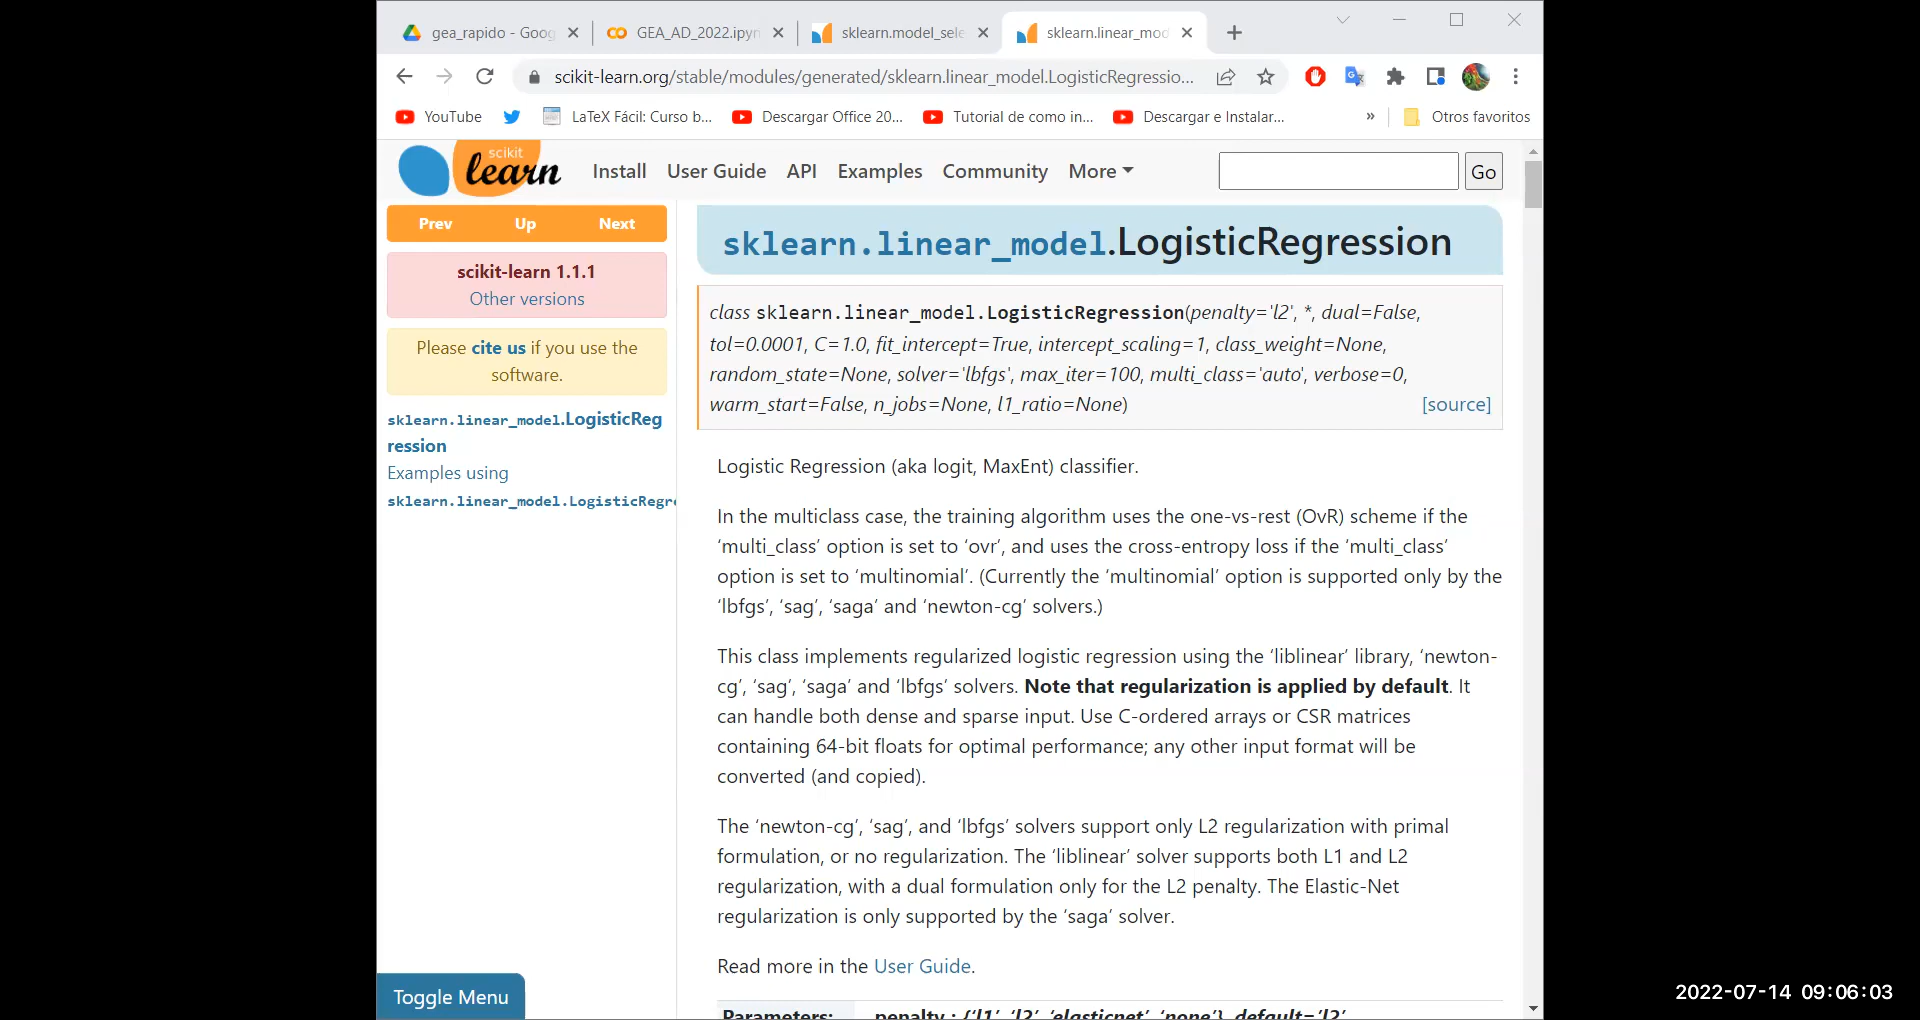 gea_rapido - Goog
GEA_AD_2022.ipyn
sklearn.model_sele
sklearn.linear_mod
scikit-learn.org/stable/modules/generated/sklearn.linear_model.LogisticRegressio...
YouTube
LaTeX Fácil: Curso b...
Descargar Office 20...
Tutorial de como in...
Descargar e Instalar...
»
Otros favoritos
scikit
learn
Install
User Guide
API
Examples
Community
More
Go
Prev
Up
Next
scikit-learn 1.1.1
Other versions
Please cite us if you use the
software.
sklearn.linear_model.LogisticReg
ression
Examples using
sklearn.linear_model.LogisticRegre
Toggle Menu
sklearn.linear_model.LogisticRegression
class sklearn.linear_model.LogisticRegression(penalty='l2', *, dual=False,
tol=0.0001, C=1.0, fit_intercept=True, intercept_scaling=1, class_weight=None,
random_state=None, solver='lbfgs', max_iter=100, multi_class='auto', verbose=0,
warm_start=False, n_jobs=None, l1_ratio=None)
[source]
Logistic Regression (aka logit, MaxEnt) classifier.
In the multiclass case, the training algorithm uses the one-vs-rest (OvR) scheme if the
‘multi_class’ option is set to ‘ovr’, and uses the cross-entropy loss if the ‘multi_class’
option is set to ‘multinomial’. (Currently the ‘multinomial’ option is supported only by the
‘lbfgs’, ‘sag’, ‘saga’ and ‘newton-cg’ solvers.)
This class implements regularized logistic regression using the ‘liblinear’ library, ‘newton-
cg’, ‘sag’, ‘saga’ and ‘lbfgs’ solvers. Note that regularization is applied by default. It
can handle both dense and sparse input. Use C-ordered arrays or CSR matrices
containing 64-bit floats for optimal performance; any other input format will be
converted (and copied).
The ‘newton-cg’, ‘sag’, and ‘lbfgs’ solvers support only L2 regularization with primal
formulation, or no regularization. The ‘liblinear’ solver supports both L1 and L2
regularization, with a dual formulation only for the L2 penalty. The Elastic-Net
regularization is only supported by the ‘saga’ solver.
Read more in the User Guide.
Parameters:
penalty : {‘l1’, ‘l2’, ‘elasticnet’, ‘none’}, default=’l2’
2022-07-14 09:06:03